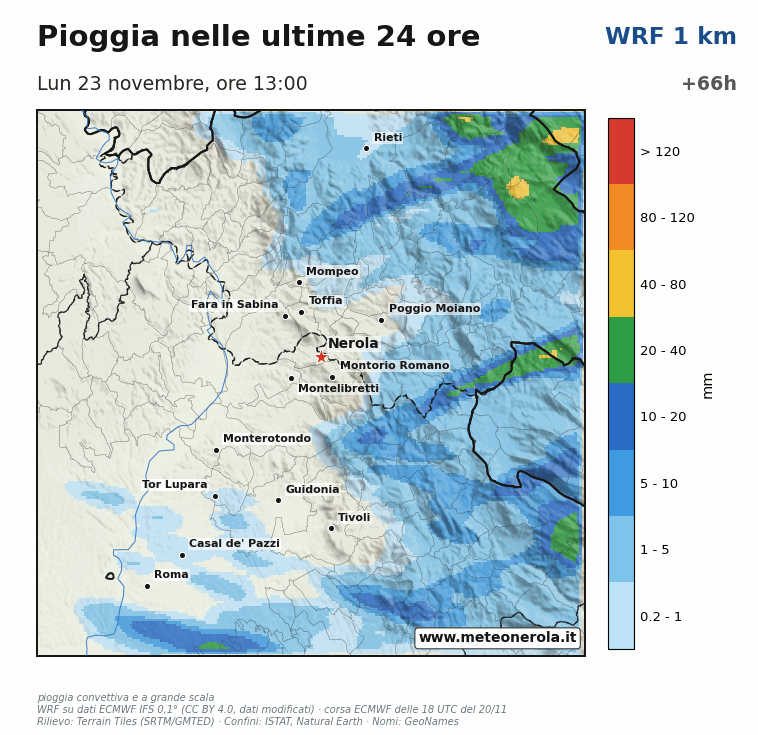 Pioggia nelle ultime 24 ore
WRF 1 km
Lun 23 novembre, ore 13:00
+66h
Rieti
Mompeo
Fara in Sabina
Toffia
Poggio Moiano
Nerola
Montorio Romano
Montelibretti
Monterotondo
Tor Lupara
Guidonia
Tivoli
Casal de' Pazzi
Roma
www.meteonerola.it
> 120
80 - 120
40 - 80
20 - 40
10 - 20
5 - 10
1 - 5
0.2 - 1
mm
pioggia convettiva e a grande scala
WRF su dati ECMWF IFS 0,1° (CC BY 4.0, dati modificati) · corsa ECMWF delle 18 UTC del 20/11
Rilievo: Terrain Tiles (SRTM/GMTED) · Confini: ISTAT, Natural Earth · Nomi: GeoNames